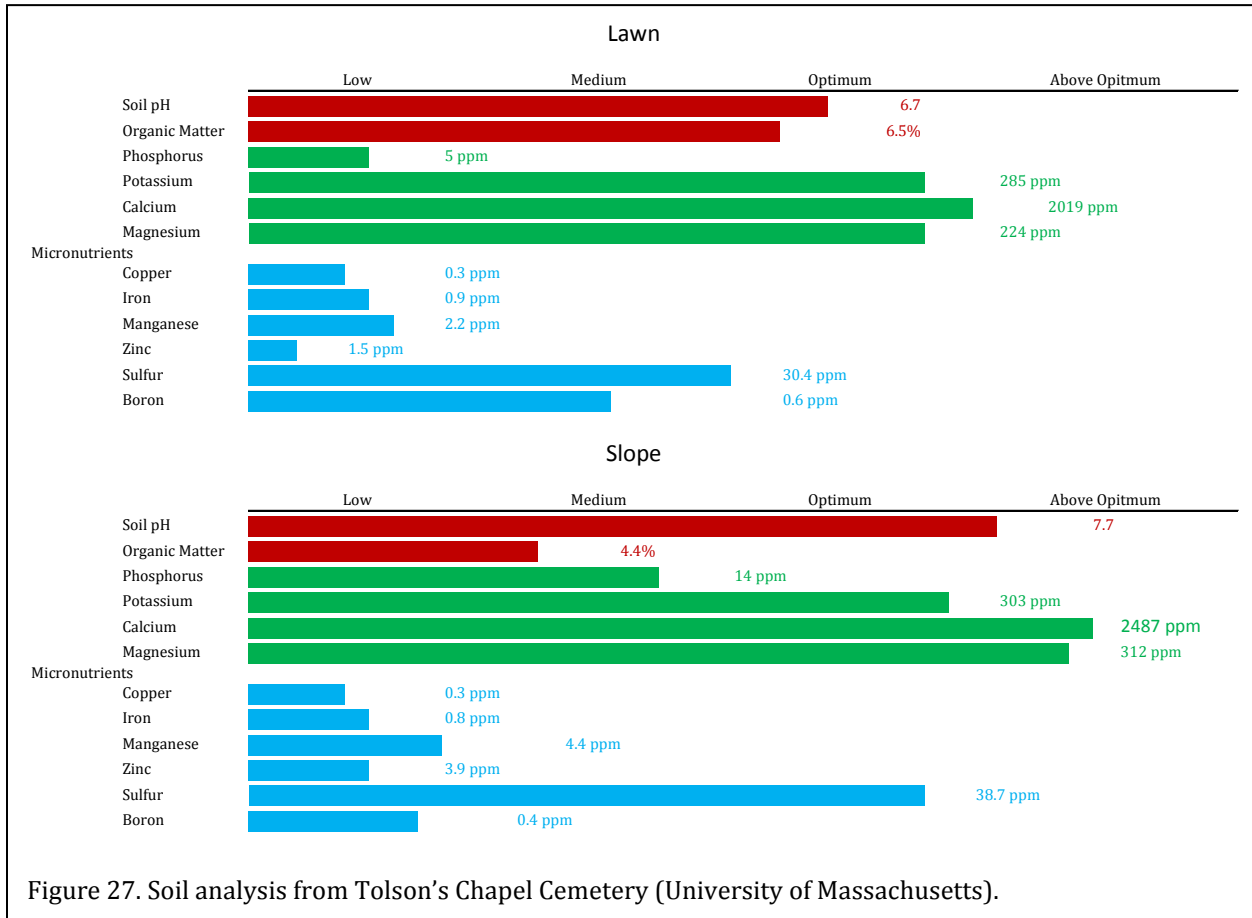 Lawn
Low Medium Optimum Above Opitmum
Soil pH 6.7
Organic Matter 6.5%
Phosphorus 5 ppm
Potassium 285 ppm
Calcium 2019 ppm
Magnesium 224 ppm
Micronutrients
Copper 0.3 ppm
Iron 0.9 ppm
Manganese 2.2 ppm
Zinc 1.5 ppm
Sulfur 30.4 ppm
Boron 0.6 ppm
Slope
Low Medium Optimum Above Opitmum
Soil pH 7.7
Organic Matter 4.4%
Phosphorus 14 ppm
Potassium 303 ppm
Calcium 2487 ppm
Magnesium 312 ppm
Micronutrients
Copper 0.3 ppm
Iron 0.8 ppm
Manganese 4.4 ppm
Zinc 3.9 ppm
Sulfur 38.7 ppm
Boron 0.4 ppm
Figure 27. Soil analysis from Tolson’s Chapel Cemetery (University of Massachusetts).